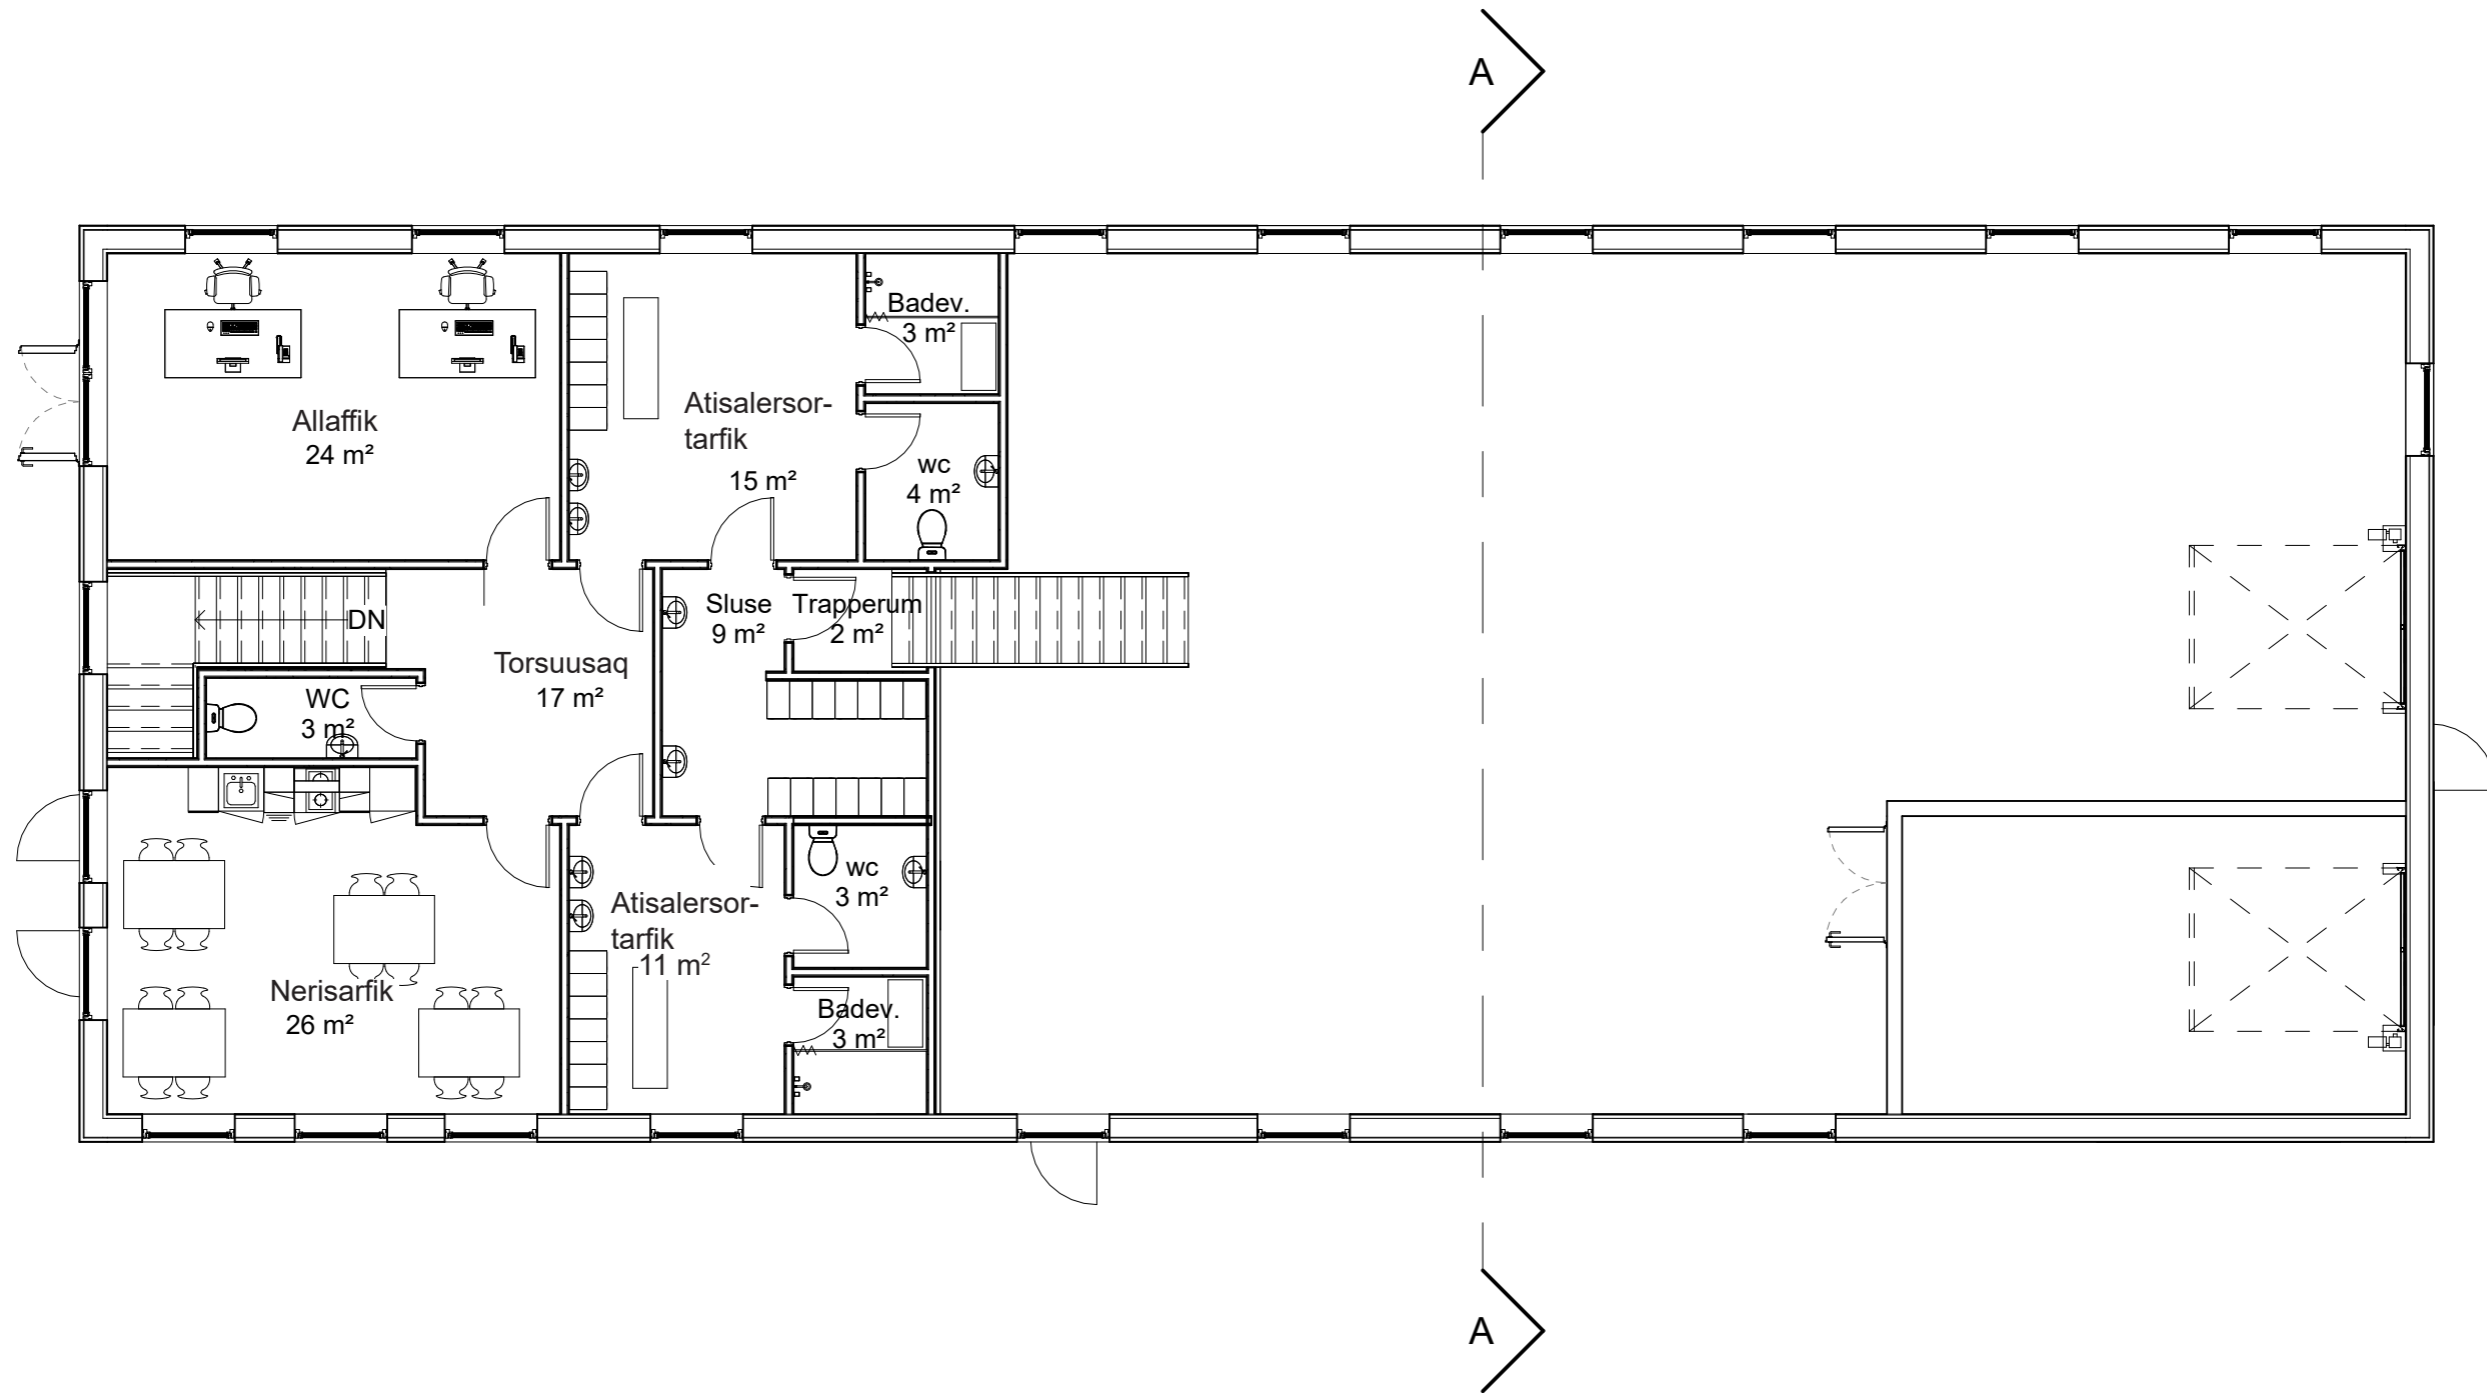 A
Badev.
3 m²
Atisalersor-
tarfik
15 m²
Allaffik
24 m²
wc
4 m²
Sluse
9 m²
Trapperum
2 m²
DN
Torsuusaq
17 m²
WC
3 m²
wc
3 m²
Atisalersor-
tarfik
11 m²
Nerisarfik
26 m²
Badev.
3 m²
A